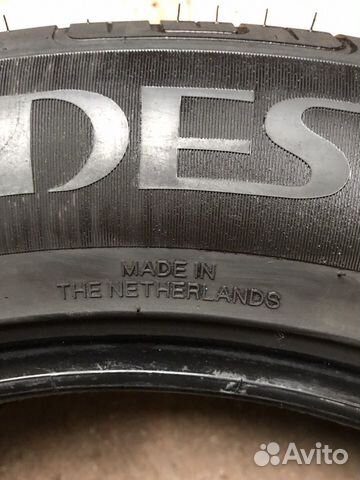 DES
MADE IN
THE NETHERLANDS
Avito